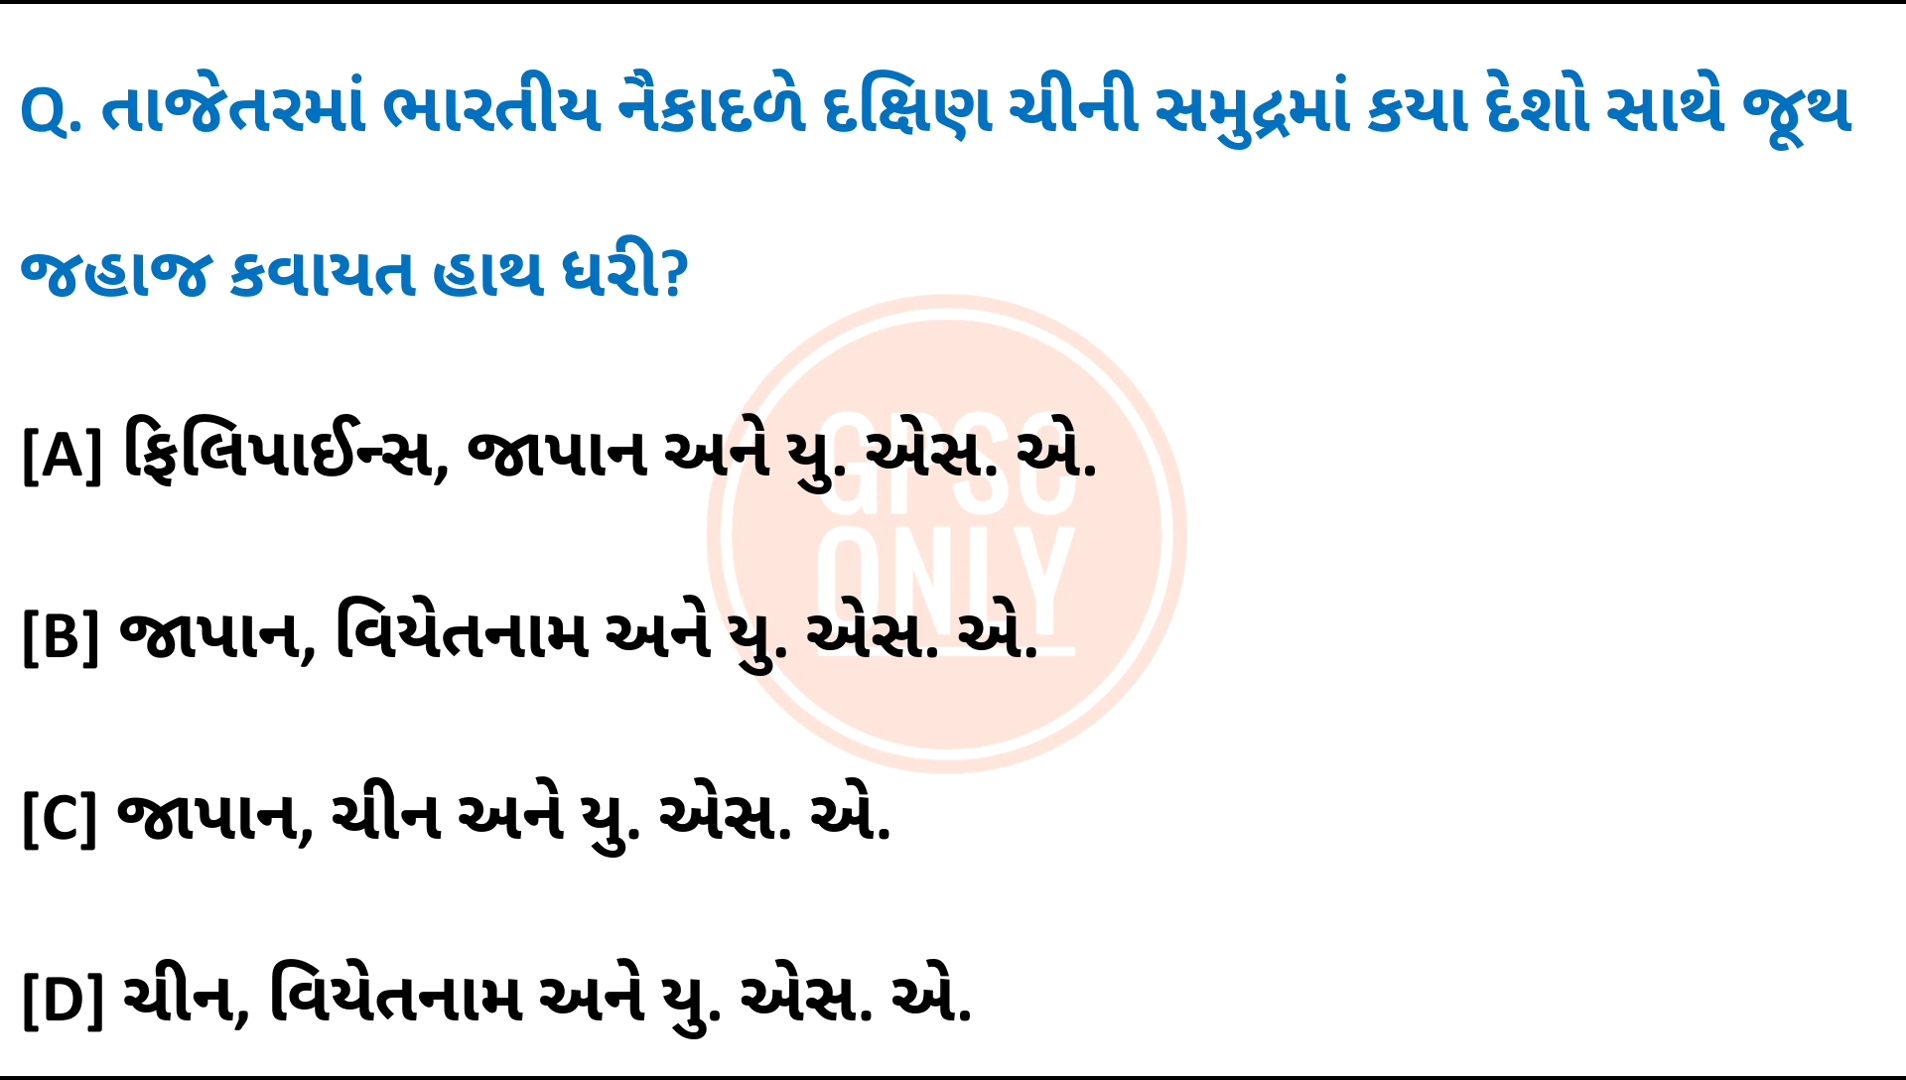 Q. તાજેતરમાં ભારતીય નૈકાદળે દક્ષિણ ચીની સમુદ્રમાં કયા દેશો સાથે જૂથ
જહાજ કવાયત હાથ ધરી?
[A] ફિલિપાઈન્સ, જાપાન અને યુ. એસ. એ.
GPSC
ONLY
[B] જાપાન, વિયેતનામ અને યુ. એસ. એ.
[C] જાપાન, ચીન અને યુ. એસ. એ.
[D] ચીન, વિયેતનામ અને યુ. એસ. એ.